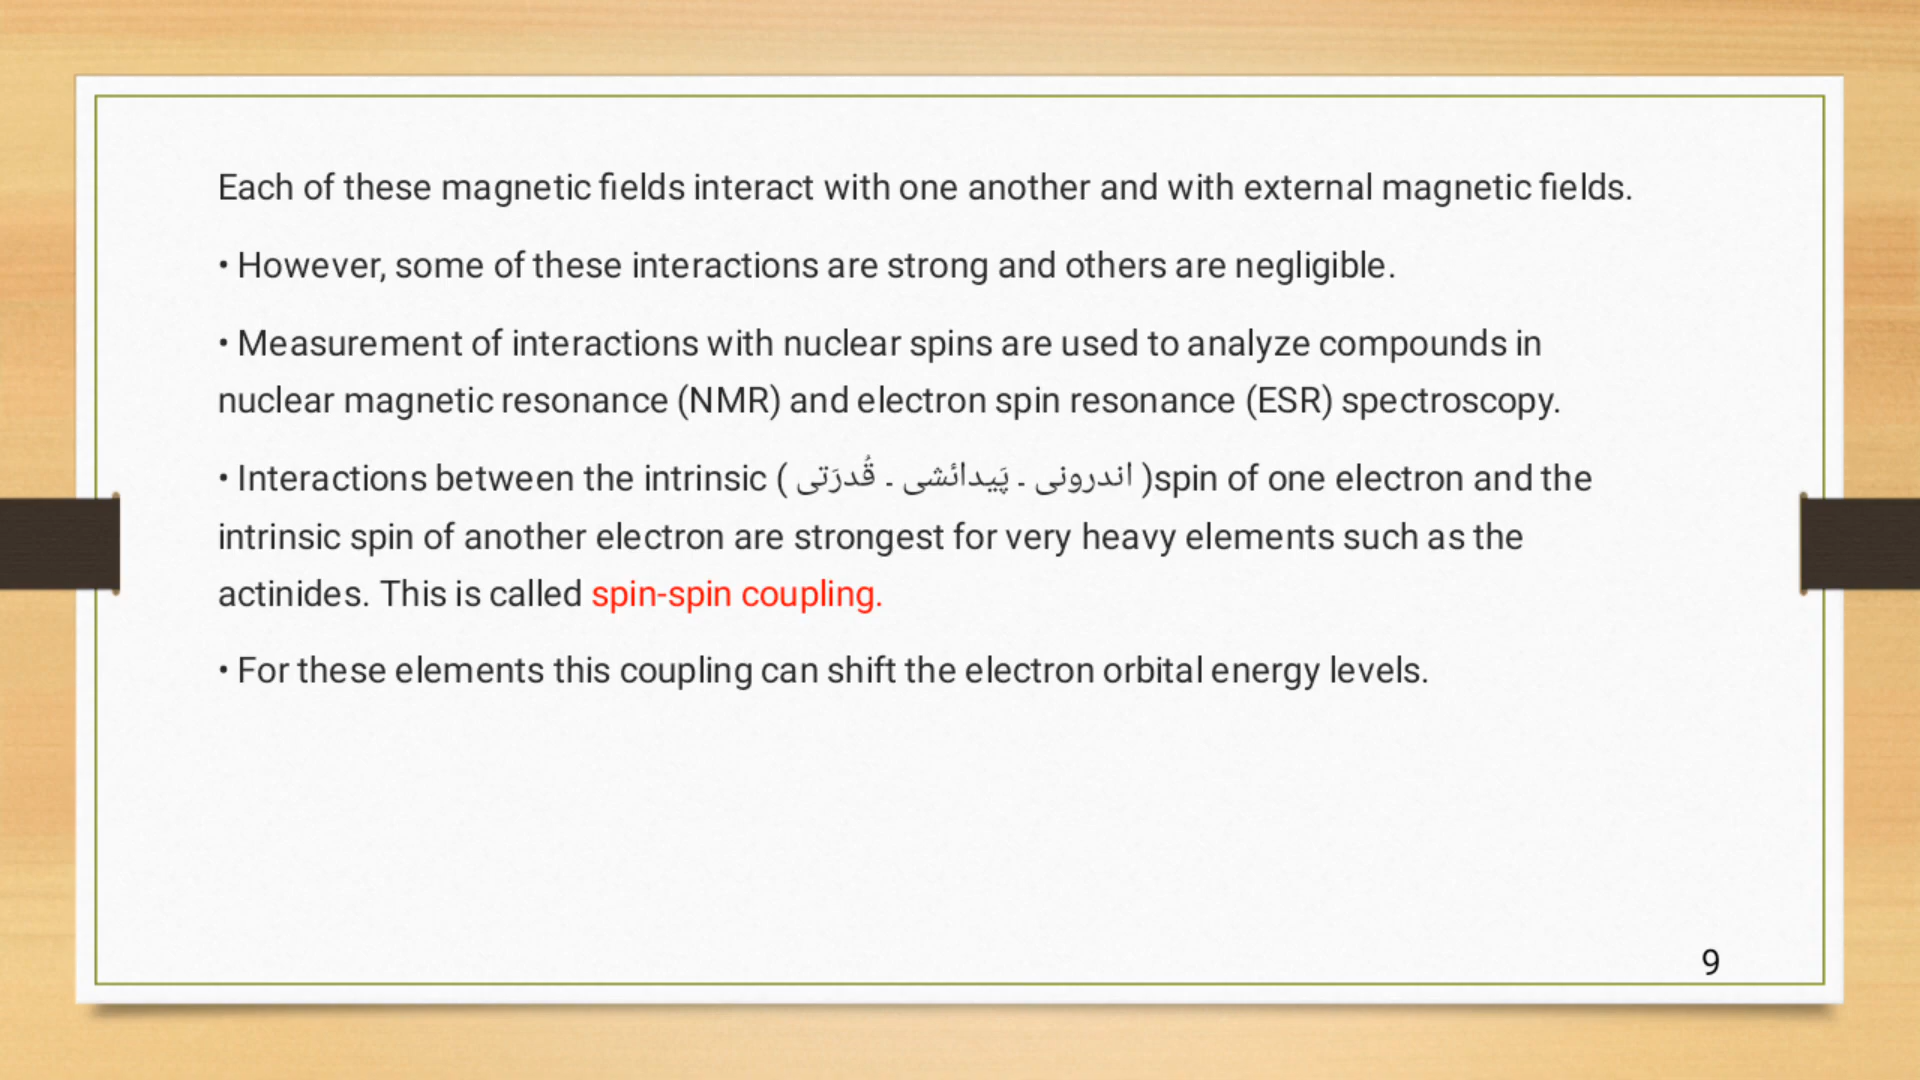 Each of these magnetic fields interact with one another and with external magnetic fields.
• However, some of these interactions are strong and others are negligible.
• Measurement of interactions with nuclear spins are used to analyze compounds in
nuclear magnetic resonance (NMR) and electron spin resonance (ESR) spectroscopy.
• Interactions between the intrinsic ( اندرونی ـ پَیدائشی ـ قُدرَتی )spin of one electron and the
intrinsic spin of another electron are strongest for very heavy elements such as the
actinides. This is called spin-spin coupling.
• For these elements this coupling can shift the electron orbital energy levels.
9